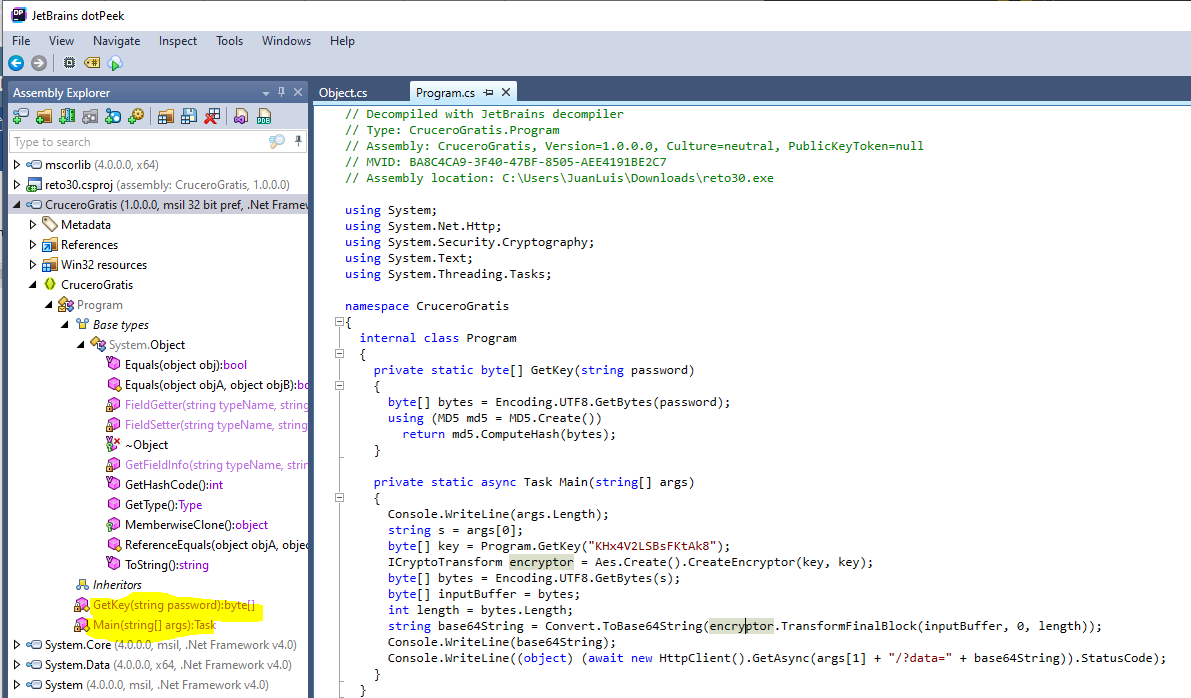 JetBrains dotPeek
File View Navigate Inspect Tools Windows Help
Assembly Explorer
Type to search
mscorlib (4.0.0.0, x64)
reto30.csproj (assembly: CruceroGratis, 1.0.0.0)
CruceroGratis (1.0.0.0, msil 32 bit pref, .Net Framew
Metadata
References
Win32 resources
CruceroGratis
Program
Base types
System.Object
Equals(object obj):bool
Equals(object objA, object objB):bo
FieldGetter(string typeName, string
FieldSetter(string typeName, string
~Object
GetFieldInfo(string typeName, strin
GetHashCode():int
GetType():Type
MemberwiseClone():object
ReferenceEquals(object objA, objec
ToString():string
Inheritors
GetKey(string password):byte[]
Main(string[] args):Task
System.Core (4.0.0.0, msil, .Net Framework v4.0)
System.Data (4.0.0.0, x64, .Net Framework v4.0)
System (4.0.0.0, msil, .Net Framework v4.0)
Object.cs Program.cs
// Decompiled with JetBrains decompiler
// Type: CruceroGratis.Program
// Assembly: CruceroGratis, Version=1.0.0.0, Culture=neutral, PublicKeyToken=null
// MVID: BA8C4CA9-3F40-47BF-8505-AEE4191BE2C7
// Assembly location: C:\Users\JuanLuis\Downloads\reto30.exe
using System;
using System.Net.Http;
using System.Security.Cryptography;
using System.Text;
using System.Threading.Tasks;
namespace CruceroGratis
{
internal class Program
{
private static byte[] GetKey(string password)
{
byte[] bytes = Encoding.UTF8.GetBytes(password);
using (MD5 md5 = MD5.Create())
return md5.ComputeHash(bytes);
}
private static async Task Main(string[] args)
{
Console.WriteLine(args.Length);
string s = args[0];
byte[] key = Program.GetKey("KHx4V2LSBsFKtAk8");
ICryptoTransform encryptor = Aes.Create().CreateEncryptor(key, key);
byte[] bytes = Encoding.UTF8.GetBytes(s);
byte[] inputBuffer = bytes;
int length = bytes.Length;
string base64String = Convert.ToBase64String(encryptor.TransformFinalBlock(inputBuffer, 0, length));
Console.WriteLine(base64String);
Console.WriteLine((object) (await new HttpClient().GetAsync(args[1] + "/?data=" + base64String)).StatusCode);
}
}